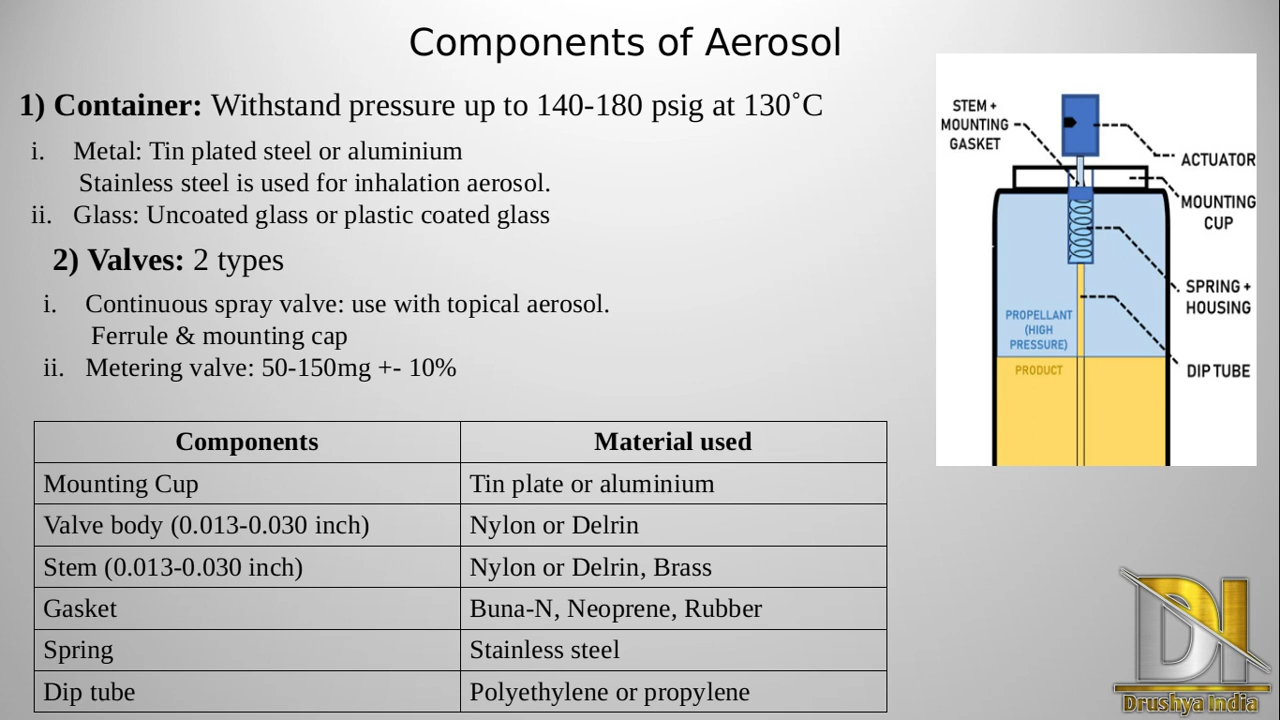 Components of Aerosol
1) Container: Withstand pressure up to 140-180 psig at 130˚C
i. Metal: Tin plated steel or aluminium
Stainless steel is used for inhalation aerosol.
ii. Glass: Uncoated glass or plastic coated glass
2) Valves: 2 types
i. Continuous spray valve: use with topical aerosol.
Ferrule & mounting cap
ii. Metering valve: 50-150mg +- 10%
Components Material used
Mounting Cup Tin plate or aluminium
Valve body (0.013-0.030 inch) Nylon or Delrin
Stem (0.013-0.030 inch) Nylon or Delrin, Brass
Gasket Buna-N, Neoprene, Rubber
Spring Stainless steel
Dip tube Polyethylene or propylene
STEM +
MOUNTING
GASKET
ACTUATOR
MOUNTING
CUP
SPRING +
HOUSING
PROPELLANT
(HIGH
PRESSURE)
PRODUCT
DIP TUBE
DI
Drushya India